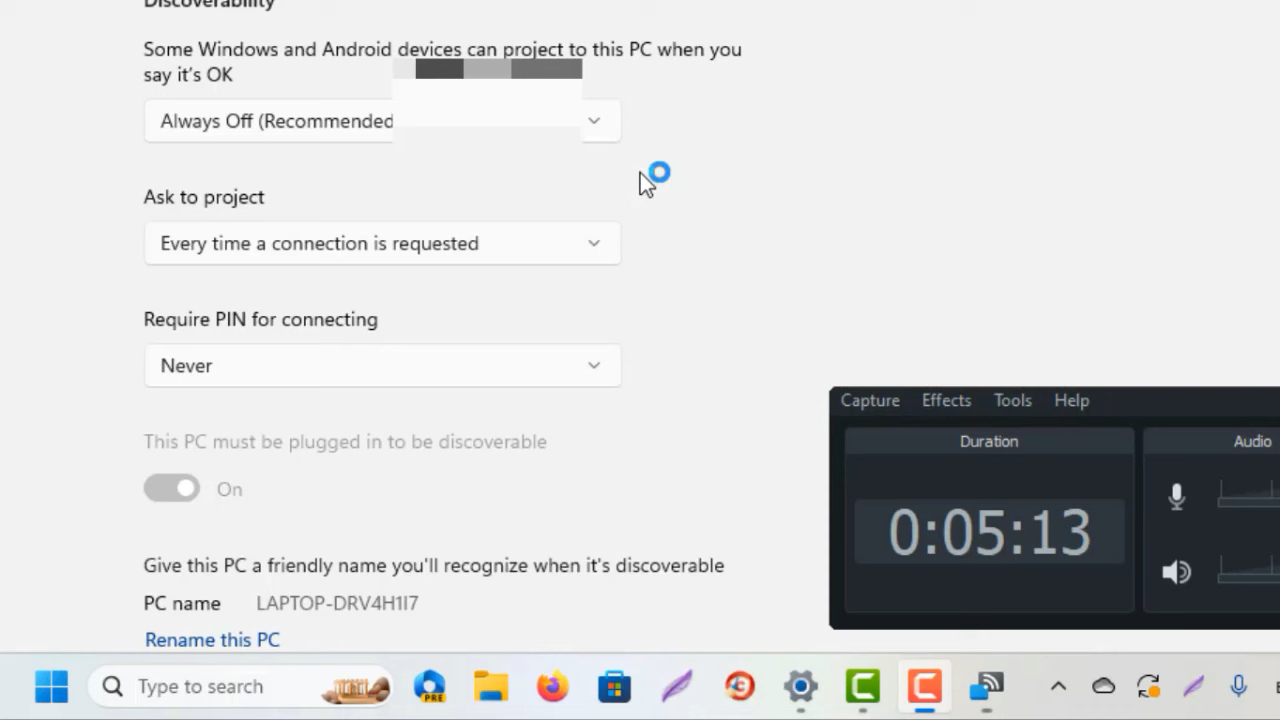 Discoverability
Some Windows and Android devices can project to this PC when you
say it's OK
Always Off (Recommended
Ask to project
Every time a connection is requested
Require PIN for connecting
Never
This PC must be plugged in to be discoverable
On
Give this PC a friendly name you'll recognize when it's discoverable
PC name LAPTOP-DRV4H1I7
Rename this PC
Capture Effects Tools Help
Duration Audio
0:05:13
Type to search
PRE